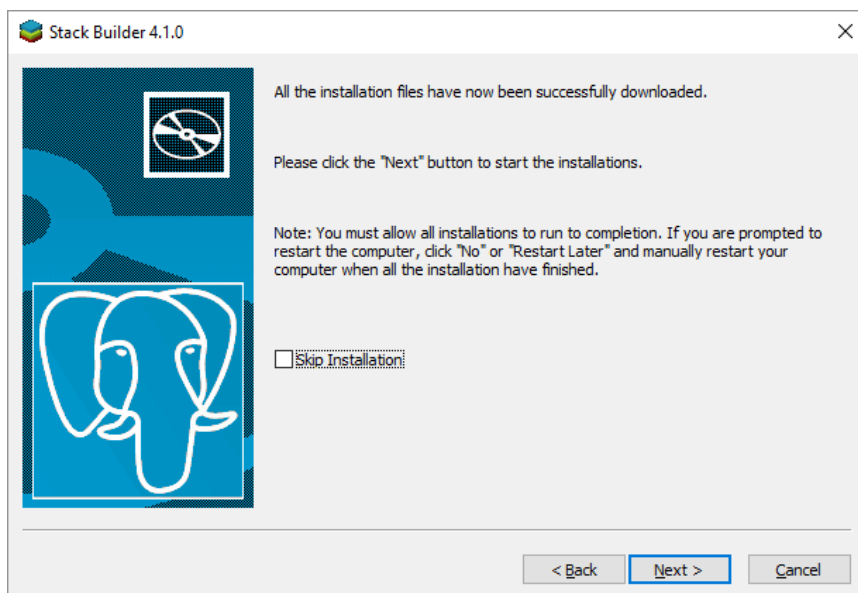 Stack Builder 4.1.0
All the installation files have now been successfully downloaded.
Please click the "Next" button to start the installations.
Note: You must allow all installations to run to completion. If you are prompted to
restart the computer, click "No" or "Restart Later" and manually restart your
computer when all the installation have finished.
Skip Installation
< Back
Next >
Cancel